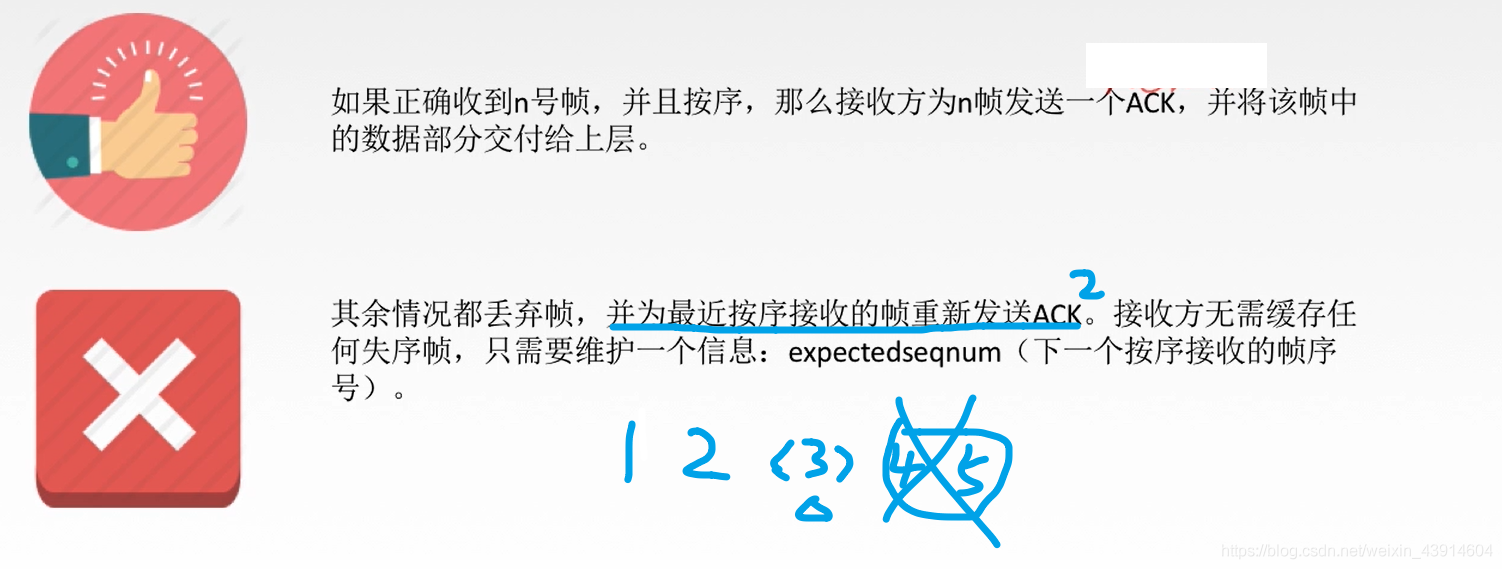 如果正确收到n号帧，并且按序，那么接收方为n帧发送一个ACK，并将该帧中
的数据部分交付给上层。
2
其余情况都丢弃帧，并为最近按序接收的帧重新发送ACK。接收方无需缓存任
何失序帧，只需要维护一个信息：expectedseqnum（下一个按序接收的帧序
号）。
1 2 (3) 4 5
https://blog.csdn.net/weixin_43914604